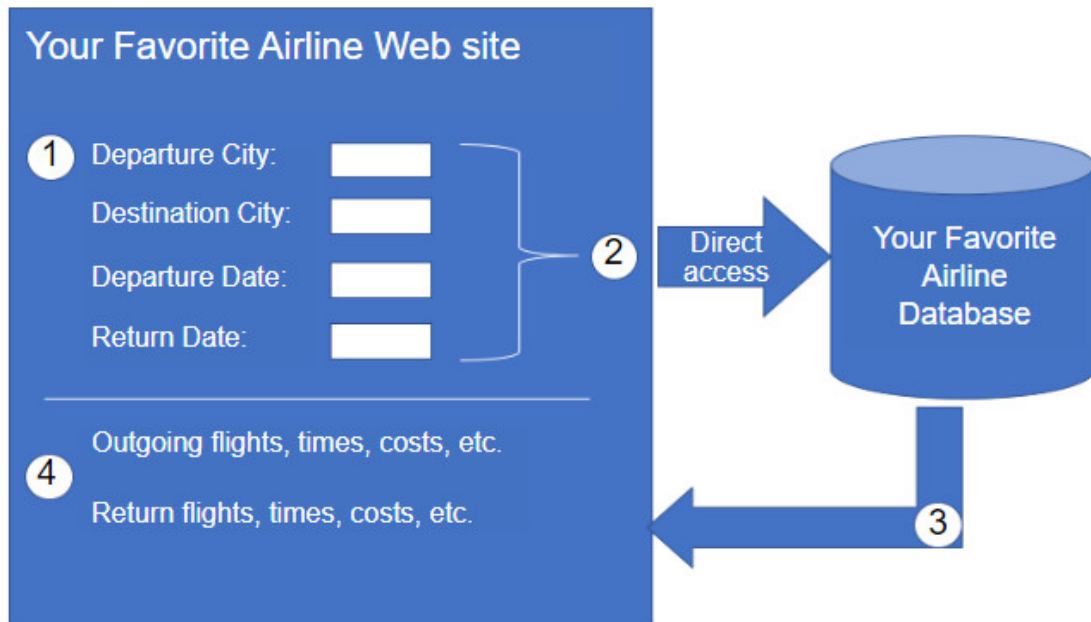 Your Favorite Airline Web site
1
Departure City:
Destination City:
Departure Date:
Return Date:
2
Direct
access
Your Favorite
Airline
Database
4
Outgoing flights, times, costs, etc.
Return flights, times, costs, etc.
3